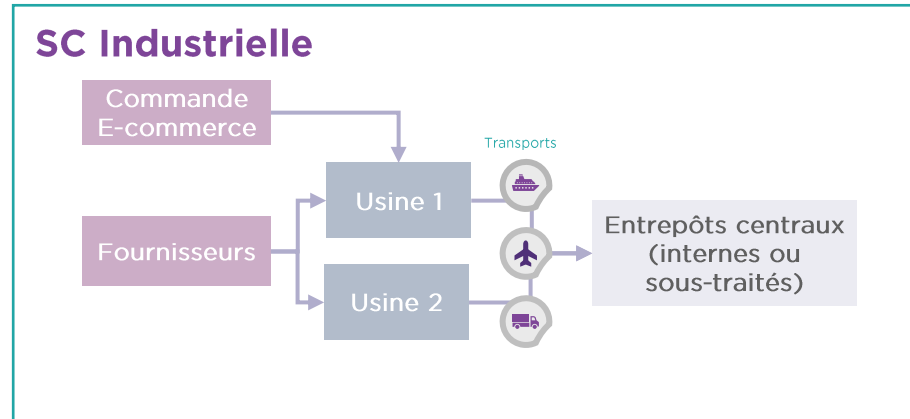 SC Industrielle
Commande
E-commerce
Transports
Usine 1
Fournisseurs
Usine 2
Entrepôts centraux
(internes ou
sous-traités)